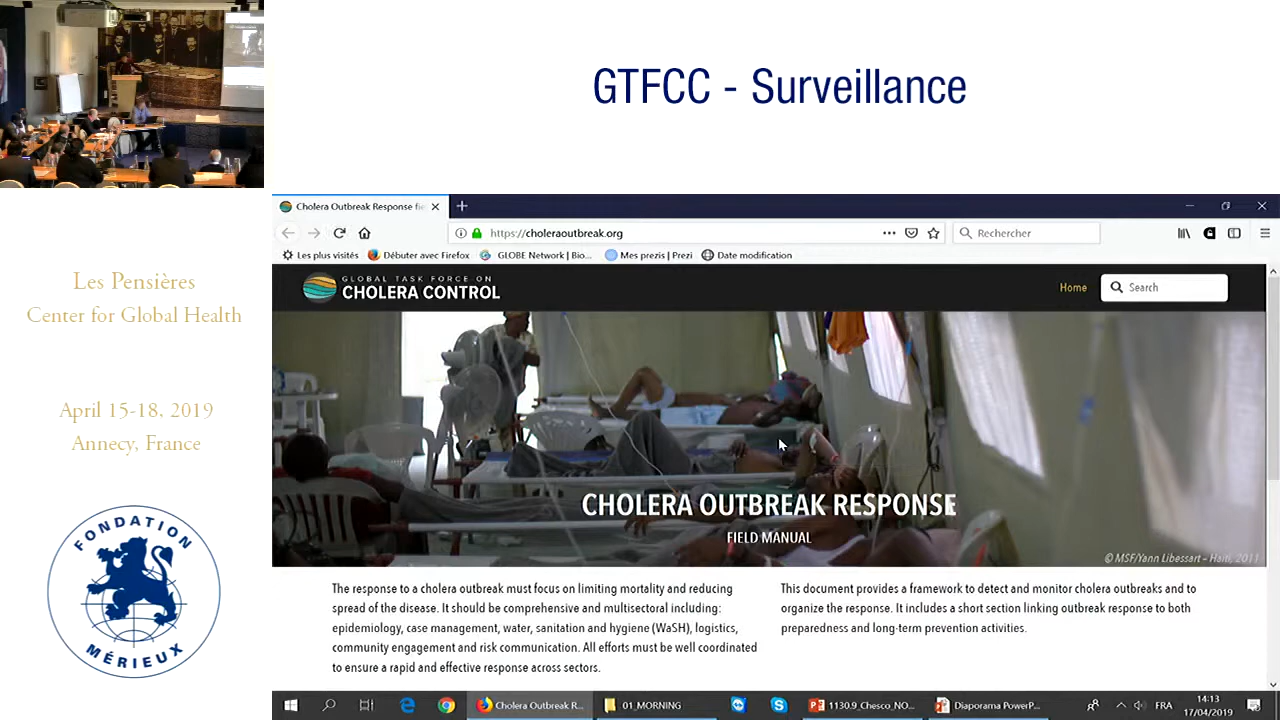 GTFCC - Surveillance
Les Pensières
Center for Global Health
April 15-18, 2019
Annecy, France
FONDATION
MÉRIEUX
Cholera Outbreak Response fie
https://choleraoutbreak.org
Rechercher
Les plus visités
Débuter avec Firefox
GLOBE Network | Bio...
Mes prezis | Prezi
Date modification
GLOBAL TASK FORCE ON
CHOLERA CONTROL
Home
Search
CHOLERA OUTBREAK RESPONSE
FIELD MANUAL
© MSF/Yann Libessart – Haiti, 2011
The response to a cholera outbreak must focus on limiting mortality and reducing
spread of the disease. It should be comprehensive and multisectoral including:
epidemiology, case management, water, sanitation and hygiene (WaSH), logistics,
community engagement and risk communication. All efforts must be well coordinated
to ensure a rapid and effective response across sectors.
This document provides a framework to detect and monitor cholera outbreaks and to
organize the response. It includes a short section linking outbreak response to both
preparedness and long-term prevention activities.
Cholera Outbreak R...
01_MORNING
1130.9_Chesco_NO...
Diaporama PowerP...
FRA
14:13
17/04/2019